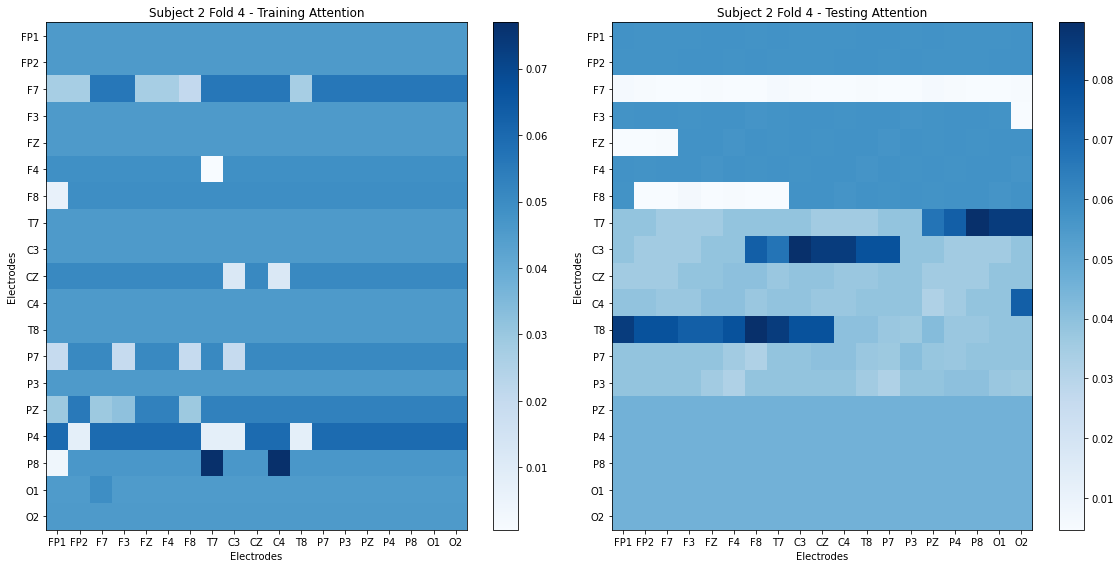 Subject 2 Fold 4 - Training Attention
FP1
FP2
F7
F3
FZ
F4
F8
T7
C3
CZ
C4
T8
P7
P3
PZ
P4
P8
O1
O2
Electrodes
FP1 FP2 F7 F3 FZ F4 F8 T7 C3 CZ C4 T8 P7 P3 PZ P4 P8 O1 O2
Electrodes
0.07
0.06
0.05
0.04
0.03
0.02
0.01
Subject 2 Fold 4 - Testing Attention
FP1
FP2
F7
F3
FZ
F4
F8
T7
C3
CZ
C4
T8
P7
P3
PZ
P4
P8
O1
O2
Electrodes
FP1 FP2 F7 F3 FZ F4 F8 T7 C3 CZ C4 T8 P7 P3 PZ P4 P8 O1 O2
Electrodes
0.08
0.07
0.06
0.05
0.04
0.03
0.02
0.01